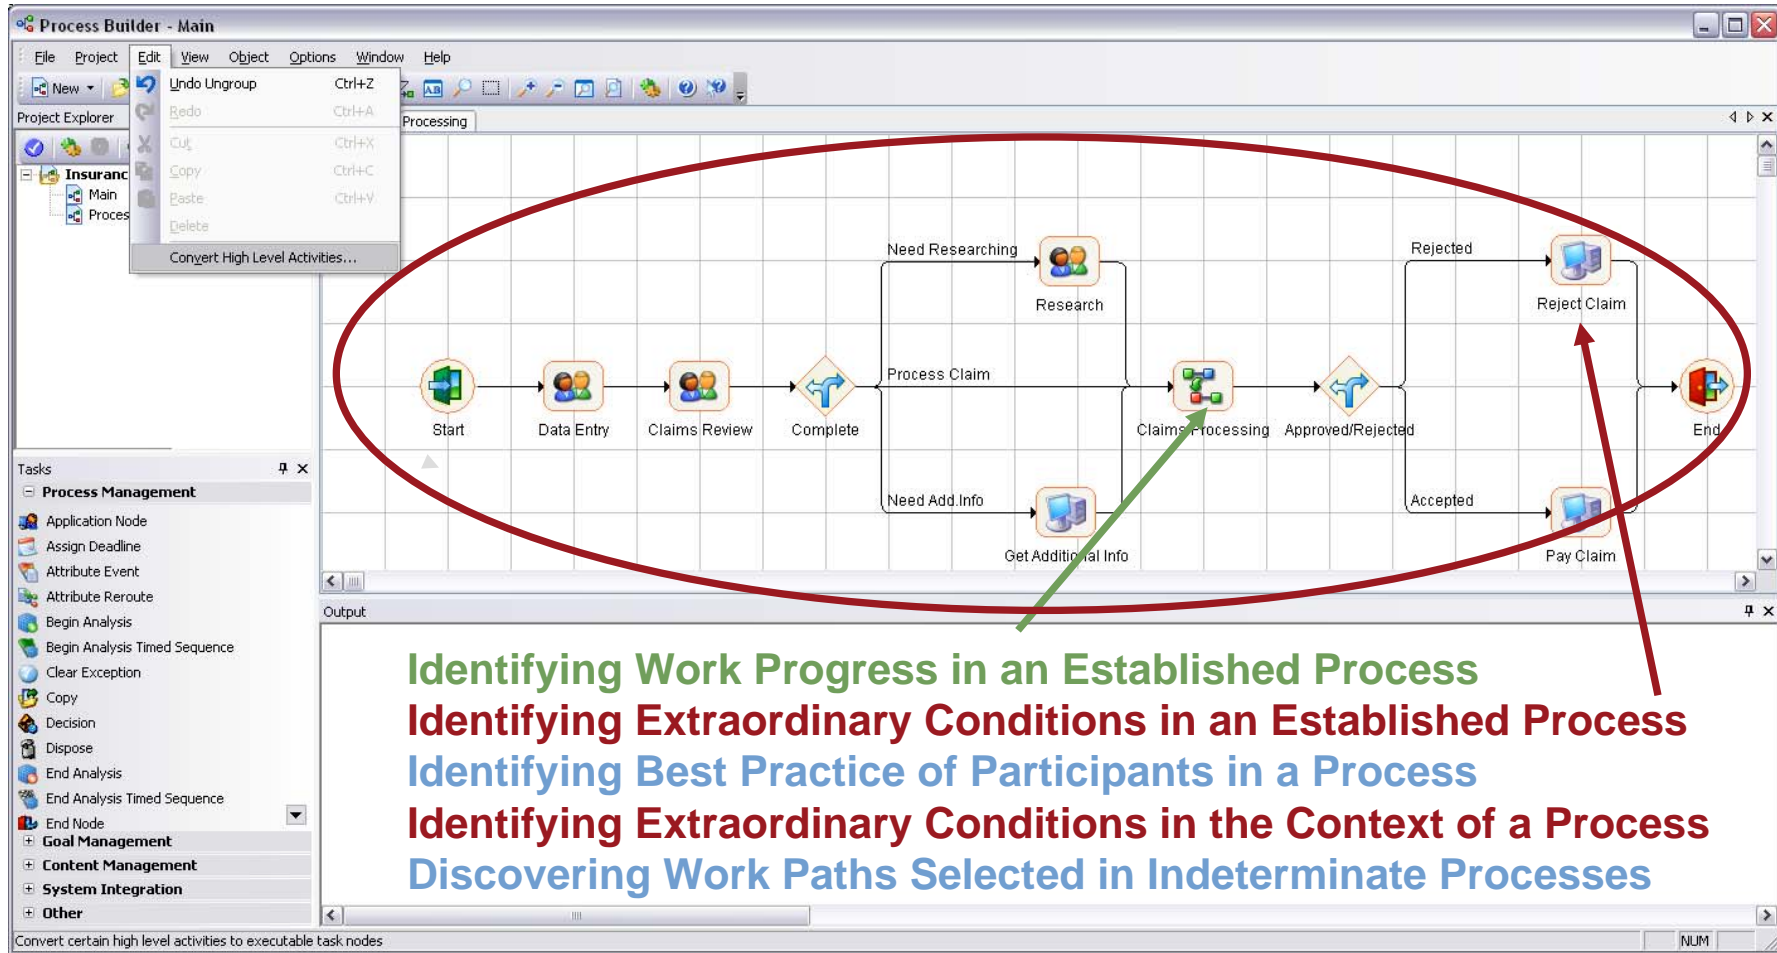 Process Builder - Main
File Project Edit View Object Options Window Help
New
Undo Ungroup Ctrl+Z
Redo Ctrl+A
Cut Ctrl+X
Copy Ctrl+C
Paste Ctrl+V
Delete
Convert High Level Activities...
Project Explorer
Insuranc
Main
Proces
Processing
Need Researching
Research
Rejected
Reject Claim
Process Claim
Start
Data Entry
Claims Review
Complete
Claims Processing
Approved/Rejected
End
Need Add.Info
Get Additional Info
Accepted
Pay Claim
Tasks
Process Management
Application Node
Assign Deadline
Attribute Event
Attribute Reroute
Begin Analysis
Begin Analysis Timed Sequence
Clear Exception
Copy
Decision
Dispose
End Analysis
End Analysis Timed Sequence
End Node
Goal Management
Content Management
System Integration
Other
Output
Identifying Work Progress in an Established Process
Identifying Extraordinary Conditions in an Established Process
Identifying Best Practice of Participants in a Process
Identifying Extraordinary Conditions in the Context of a Process
Discovering Work Paths Selected in Indeterminate Processes
Convert certain high level activities to executable task nodes
NUM